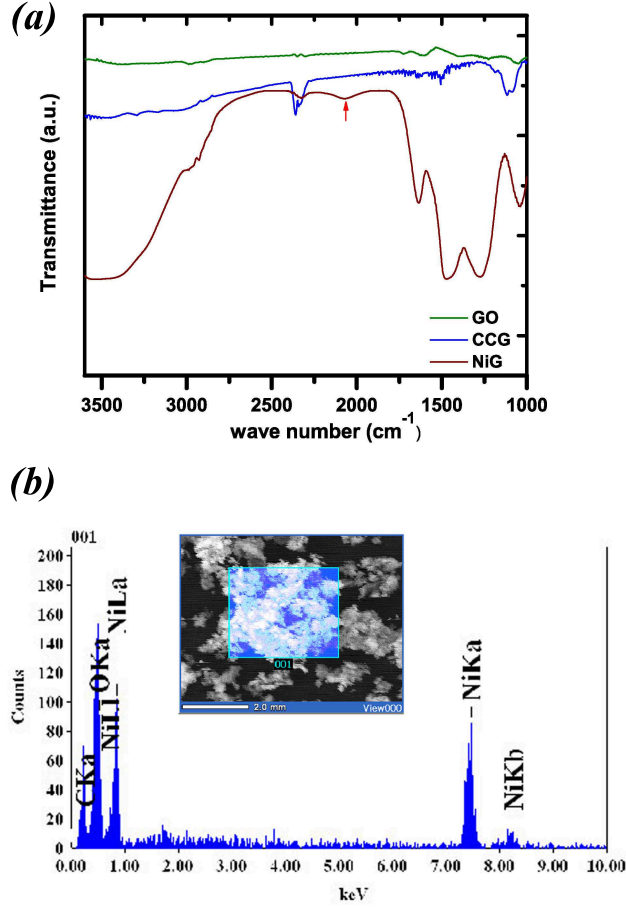 (a)
Transmittance (a.u.)
GO
CCG
NiG
3500 3000 2500 2000 1500 1000
wave number (cm⁻¹)
(b)
001
200
180
160
140
120
100
80
60
40
20
0
Counts
CKa
OKa
NiLl
NiLa
NiKa
NiKb
001
2.0 mm
View000
0.00 1.00 2.00 3.00 4.00 5.00 6.00 7.00 8.00 9.00 10.00
keV